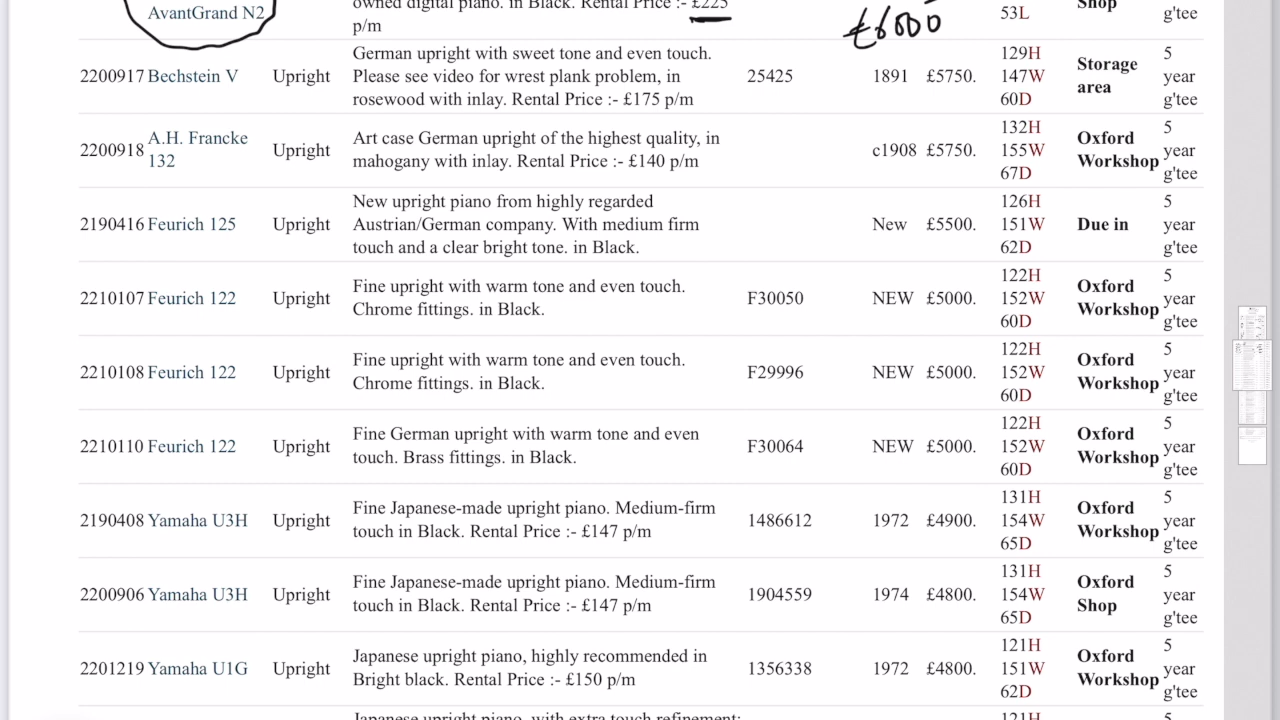 AvantGrand N2
owned digital piano. in Black. Rental Price :- £225
p/m
£6000
53L
Shop
g'tee
2200917 Bechstein V Upright
German upright with sweet tone and even touch.
Please see video for wrest plank problem, in
rosewood with inlay. Rental Price :- £175 p/m
25425 1891 £5750.
129H
147W
60D
Storage
area
5
year
g'tee
2200918
A.H. Francke
132
Upright
Art case German upright of the highest quality, in
mahogany with inlay. Rental Price :- £140 p/m
c1908 £5750.
132H
155W
67D
Oxford
Workshop
5
year
g'tee
2190416 Feurich 125 Upright
New upright piano from highly regarded
Austrian/German company. With medium firm
touch and a clear bright tone. in Black.
New £5500.
126H
151W
62D
Due in
5
year
g'tee
2210107 Feurich 122 Upright
Fine upright with warm tone and even touch.
Chrome fittings. in Black.
F30050 NEW £5000.
122H
152W
60D
Oxford
Workshop
5
year
g'tee
2210108 Feurich 122 Upright
Fine upright with warm tone and even touch.
Chrome fittings. in Black.
F29996 NEW £5000.
122H
152W
60D
Oxford
Workshop
5
year
g'tee
2210110 Feurich 122 Upright
Fine German upright with warm tone and even
touch. Brass fittings. in Black.
F30064 NEW £5000.
122H
152W
60D
Oxford
Workshop
5
year
g'tee
2190408 Yamaha U3H Upright
Fine Japanese-made upright piano. Medium-firm
touch in Black. Rental Price :- £147 p/m
1486612 1972 £4900.
131H
154W
65D
Oxford
Workshop
5
year
g'tee
2200906 Yamaha U3H Upright
Fine Japanese-made upright piano. Medium-firm
touch in Black. Rental Price :- £147 p/m
1904559 1974 £4800.
131H
154W
65D
Oxford
Shop
5
year
g'tee
2201219 Yamaha U1G Upright
Japanese upright piano, highly recommended in
Bright black. Rental Price :- £150 p/m
1356338 1972 £4800.
121H
151W
62D
Oxford
Workshop
5
year
g'tee
Japanese upright piano, with extra touch refinement;
121H
5